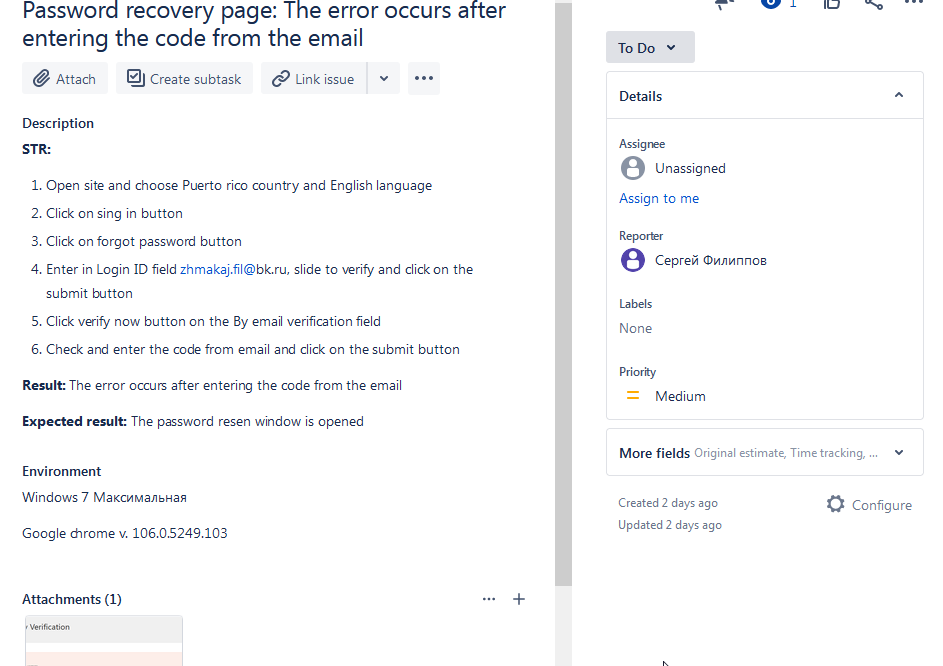 Password recovery page: The error occurs after
entering the code from the email
1
Attach
Create subtask
Link issue
To Do
Description
STR:
1. Open site and choose Puerto rico country and English language
2. Click on sing in button
3. Click on forgot password button
4. Enter in Login ID field zhmakaj.fil@bk.ru, slide to verify and click on the
submit button
5. Click verify now button on the By email verification field
6. Check and enter the code from email and click on the submit button
Result: The error occurs after entering the code from the email
Expected result: The password resen window is opened
Environment
Windows 7 Максимальная
Google chrome v. 106.0.5249.103
Attachments (1)
Verification
Details
Assignee
Unassigned
Assign to me
Reporter
Сергей Филиппов
Labels
None
Priority
Medium
More fields Original estimate, Time tracking, ...
Created 2 days ago
Configure
Updated 2 days ago